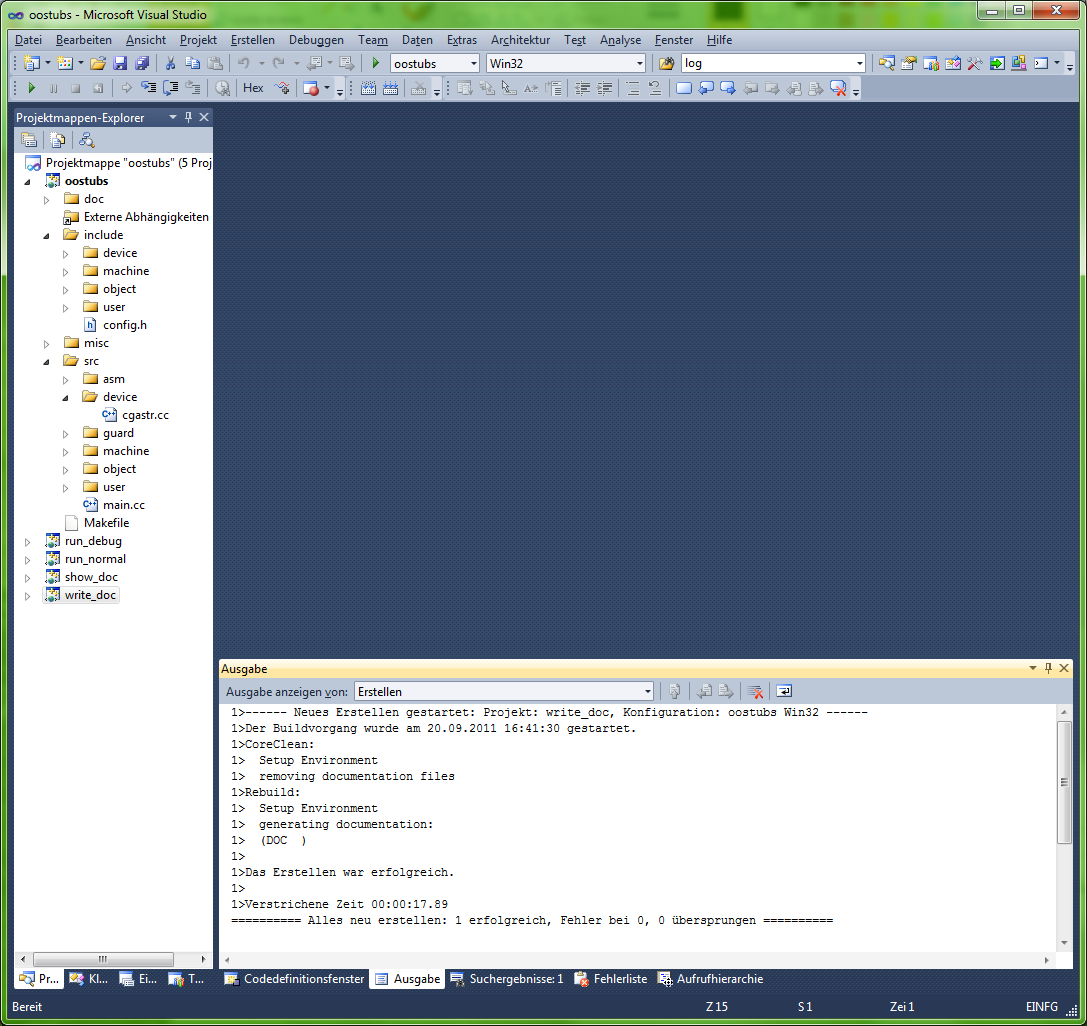 oostubs - Microsoft Visual Studio
Datei Bearbeiten Ansicht Projekt Erstellen Debuggen Team Daten Extras Architektur Test Analyse Fenster Hilfe
oostubs Win32 log
Hex
Projektmappen-Explorer
Projektmappe "oostubs" (5 Proj
oostubs
doc
Externe Abhängigkeiten
include
device
machine
object
user
config.h
misc
src
asm
device
cgastr.cc
guard
machine
object
user
main.cc
Makefile
run_debug
run_normal
show_doc
write_doc
Ausgabe
Ausgabe anzeigen von: Erstellen
1>------ Neues Erstellen gestartet: Projekt: write_doc, Konfiguration: oostubs Win32 ------
1>Der Buildvorgang wurde am 20.09.2011 16:41:30 gestartet.
1>CoreClean:
1>  Setup Environment
1>  removing documentation files
1>Rebuild:
1>  Setup Environment
1>  generating documentation:
1>  (DOC  )
1>
1>Das Erstellen war erfolgreich.
1>
1>Verstrichene Zeit 00:00:17.89
========== Alles neu erstellen: 1 erfolgreich, Fehler bei 0, 0 übersprungen ==========
Pr... Kl... Ei... T... Codedefinitionsfenster Ausgabe Suchergebnisse: 1 Fehlerliste Aufrufhierarchie
Bereit Z 15 S 1 Zei 1 EINFG